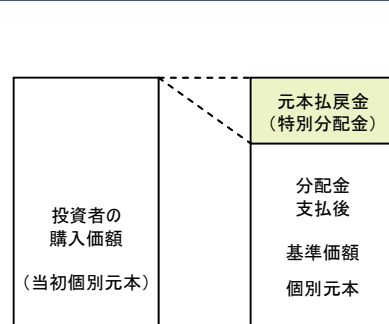 元本払戻金
（特別分配金）
投資者の
購入価額
（当初個別元本）
分配金
支払後
基準価額
個別元本